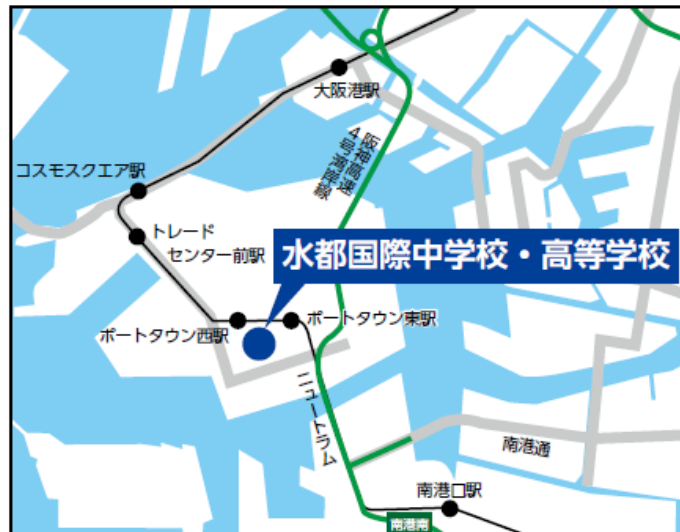 大阪港駅
阪神高速
4号湾岸線
コスモスクエア駅
トレード
センター前駅
水都国際中学校・高等学校
ポートタウン西駅
ポートタウン東駅
ニュートラム
南港通
南港口駅
南港南